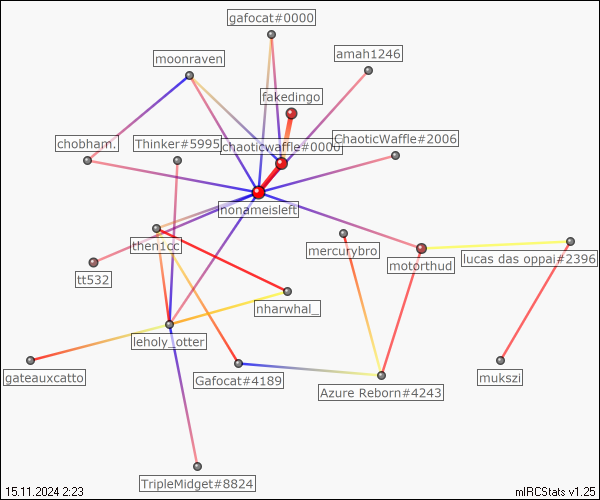 gafocat#0000
amah1246
moonraven
fakedingo
chobham.
Thinker#5995
chaoticwaffle#0000
ChaoticWaffle#2006
nonameisleft
then1cc
mercurybro
motorthud
lucas das oppai#2396
tt532
nharwhal_
leholy_otter
gateauxcatto
Gafocat#4189
Azure Reborn#4243
mukszi
TripleMidget#8824
15.11.2024 2:23
mIRCStats v1.25